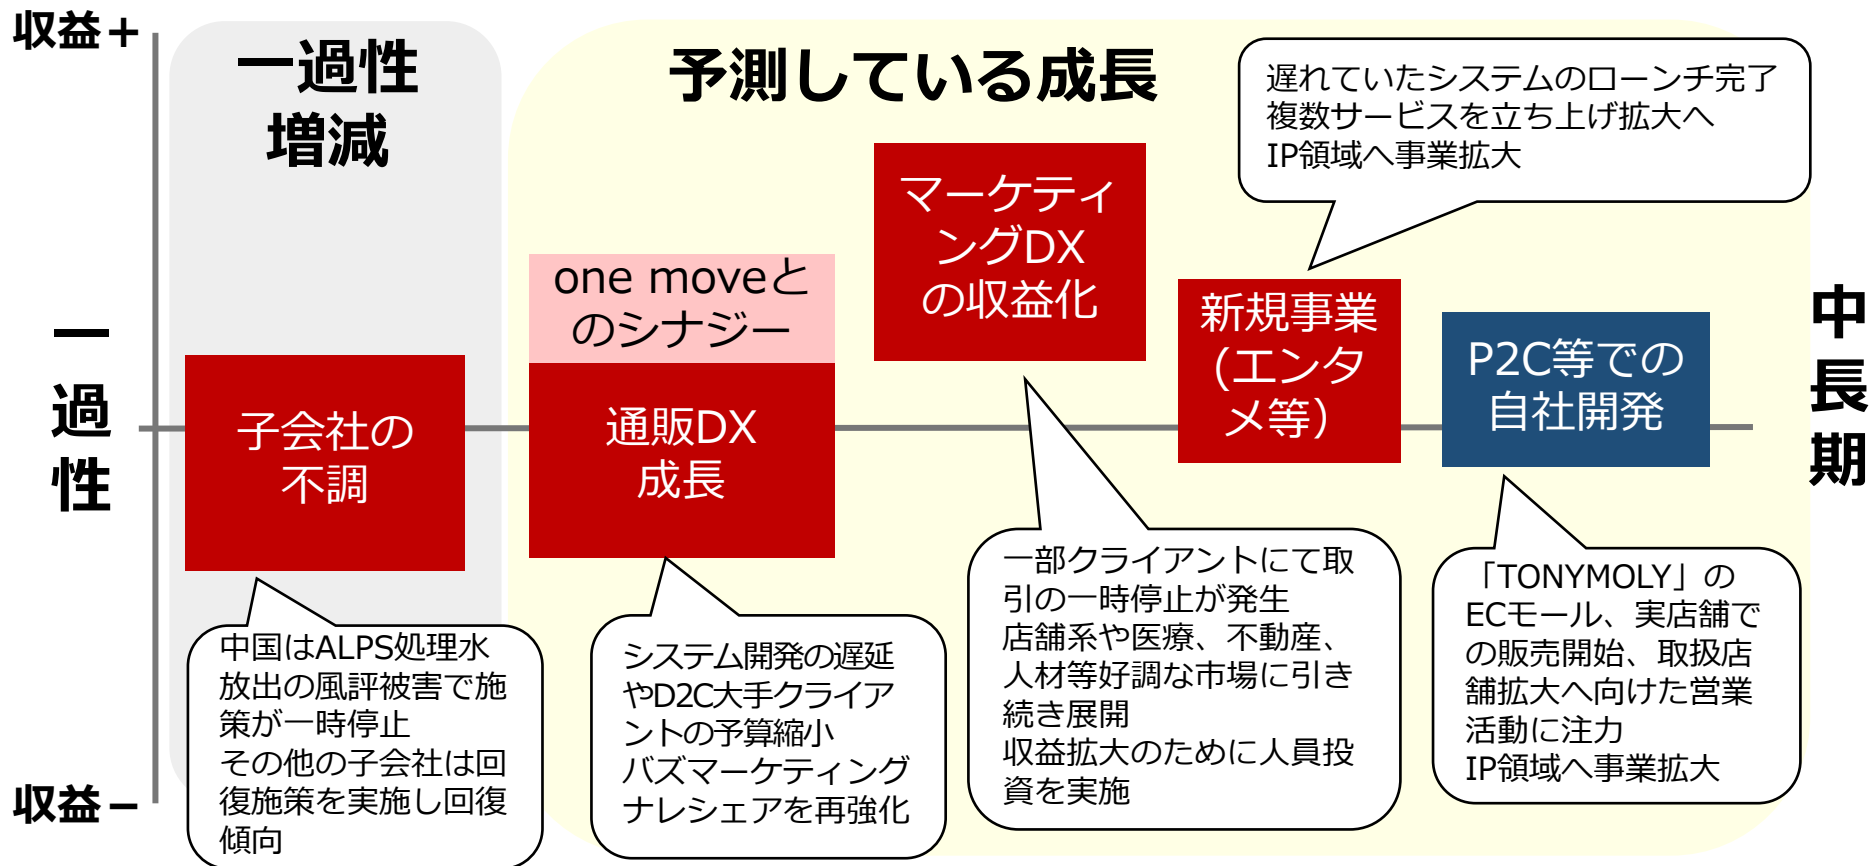 収益＋
一過性
増減
予測している成長
遅れていたシステムのローンチ完了
複数サービスを立ち上げ拡大へ
IP領域へ事業拡大
マーケティ
ングDX
の収益化
one moveと
のシナジー
新規事業
(エンタ
メ等）
P2C等での
自社開発
一過性
中長期
子会社の
不調
通販DX
成長
中国はALPS処理水
放出の風評被害で施
策が一時停止
その他の子会社は回
復施策を実施し回復
傾向
システム開発の遅延
やD2C大手クライア
ントの予算縮小
バズマーケティング
ナレシェアを再強化
一部クライアントにて取
引の一時停止が発生
店舗系や医療、不動産、
人材等好調な市場に引き
続き展開
収益拡大のために人員投
資を実施
「TONYMOLY」の
ECモール、実店舗で
の販売開始、取扱店
舗拡大へ向けた営業
活動に注力
IP領域へ事業拡大
収益－